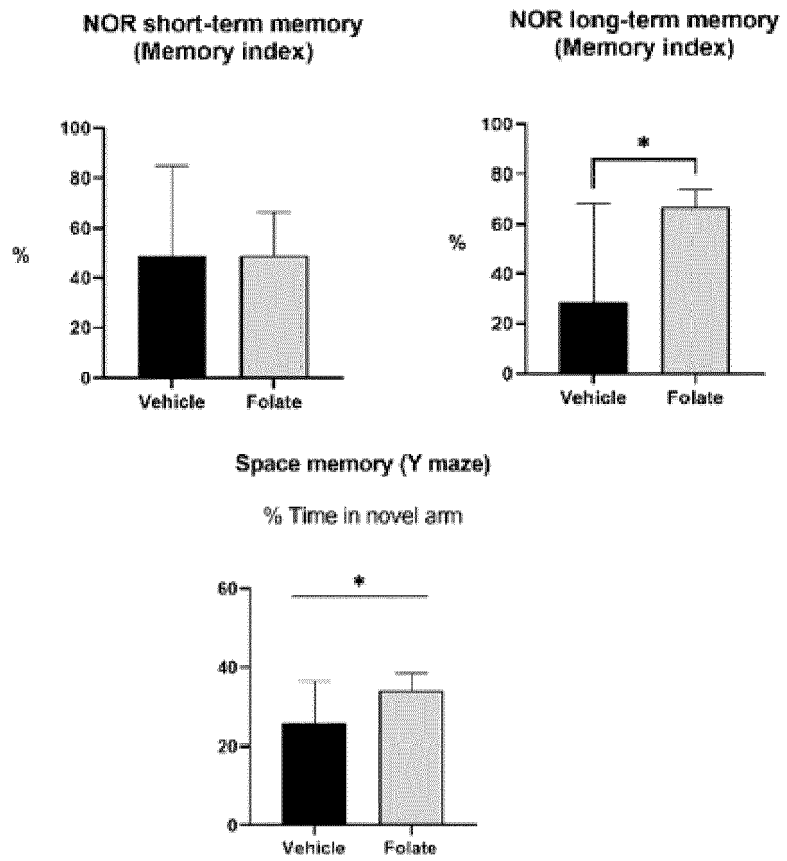 NOR short-term memory
(Memory index)
100
80
60
40
20
0
%
Vehicle
Folate
NOR long-term memory
(Memory index)
100
80
60
40
20
0
%
*
Vehicle
Folate
Space memory (Y maze)
% Time in novel arm
60
40
20
0
*
Vehicle
Folate